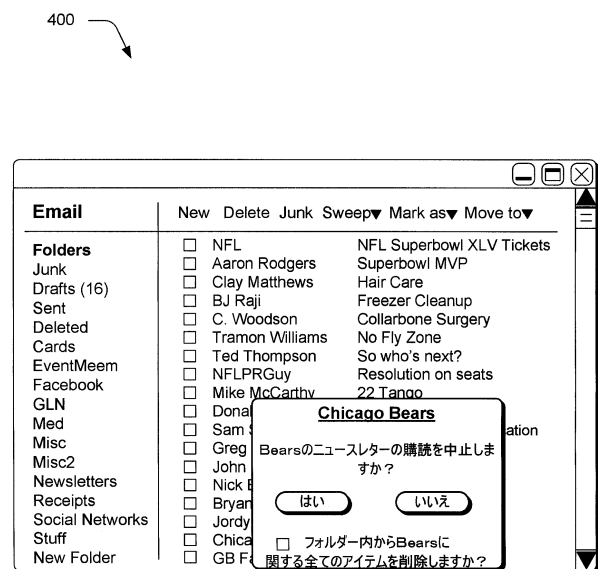 400
Email
New Delete Junk Sweep▼ Mark as▼ Move to▼
Folders
Junk
Drafts (16)
Sent
Deleted
Cards
EventMeem
Facebook
GLN
Med
Misc
Misc2
Newsletters
Receipts
Social Networks
Stuff
New Folder
NFL NFL Superbowl XLV Tickets
Aaron Rodgers Superbowl MVP
Clay Matthews Hair Care
BJ Raji Freezer Cleanup
C. Woodson Collarbone Surgery
Tramon Williams No Fly Zone
Ted Thompson So who's next?
NFLPRGuy Resolution on seats
Mike McCarthy 22 Tango
Greg
John
Nick
Jordy
GB
Chicago Bears
Bearsのニュースレターの購読を中止しま
すか？
はい いいえ
フォルダー内からBearsに
関する全てのアイテムを削除しますか？